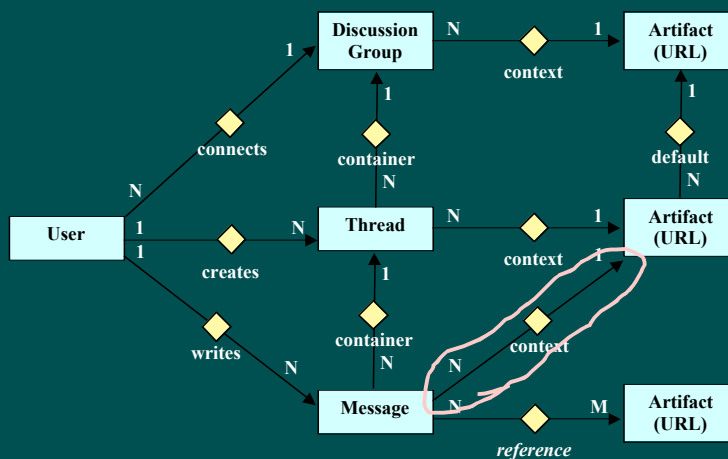 Discussion
Group
N
1
Artifact
(URL)
context
1
1
1
connects
container
default
N
N
N
User
1
1
N
Thread
N
1
Artifact
(URL)
creates
context
1
1
writes
container
context
N
N
N
Message
N
M
Artifact
(URL)
reference